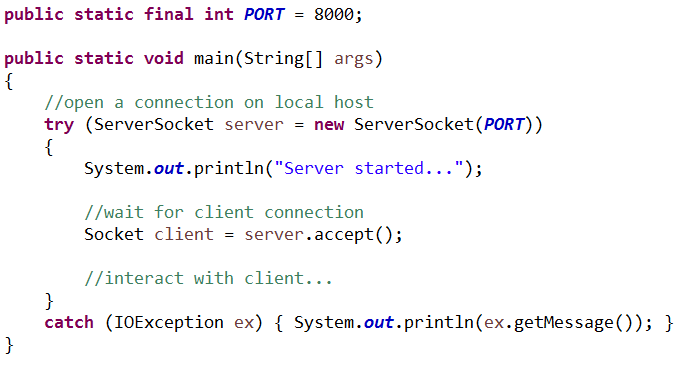 public static final int PORT = 8000;
public static void main(String[] args)
{
    //open a connection on local host
    try (ServerSocket server = new ServerSocket(PORT))
    {
        System.out.println("Server started...");
        //wait for client connection
        Socket client = server.accept();
        //interact with client...
    }
    catch (IOException ex) { System.out.println(ex.getMessage()); }
}